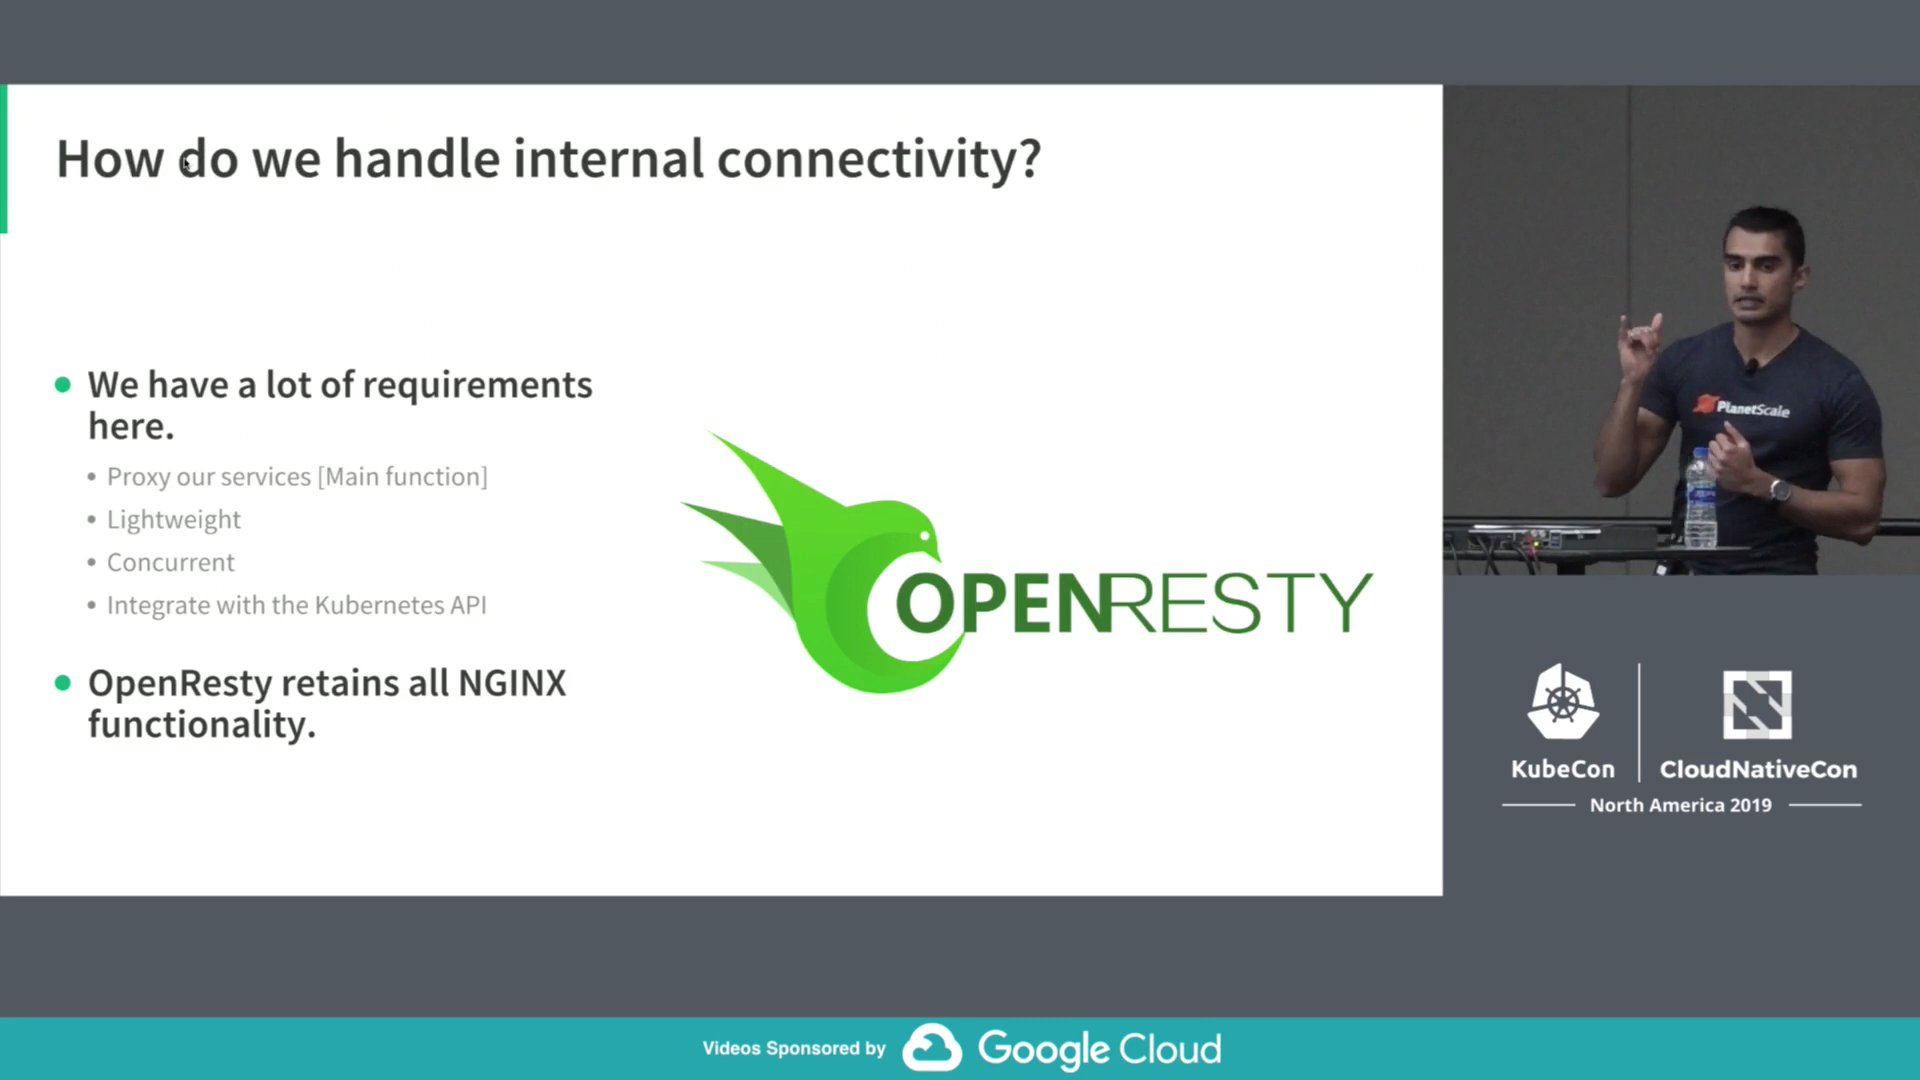 How do we handle internal connectivity?
We have a lot of requirements
here.
Proxy our services [Main function]
Lightweight
Concurrent
Integrate with the Kubernetes API
OpenResty retains all NGINX
functionality.
OPENRESTY
PlanetScale
KubeCon
CloudNativeCon
North America 2019
Videos Sponsored by
Google Cloud